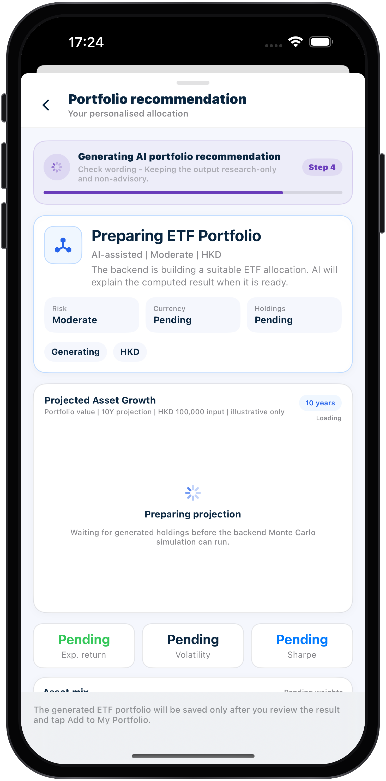 17:24
Portfolio recommendation
Your personalised allocation
Generating AI portfolio recommendation
Check wording - Keeping the output research-only
and non-advisory.
Step 4
Preparing ETF Portfolio
AI-assisted | Moderate | HKD
The backend is building a suitable ETF allocation. AI will
explain the computed result when it is ready.
Risk
Moderate
Currency
Pending
Holdings
Pending
Generating
HKD
Projected Asset Growth
10 years
Portfolio value | 10Y projection | HKD 100,000 input | illustrative only
Loading
Preparing projection
Waiting for generated holdings before the backend Monte Carlo
simulation can run.
Pending
Exp. return
Pending
Volatility
Pending
Sharpe
Asset mix
Pending weights
The generated ETF portfolio will be saved only after you review the result
and tap Add to My Portfolio.